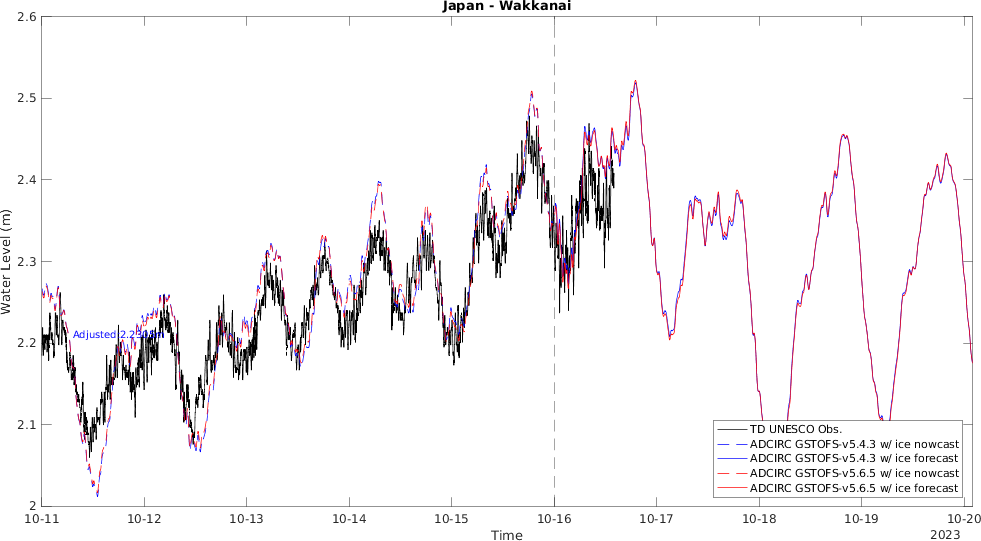 Japan - Wakkanai
2.6
2.5
2.4
2.3
2.2
2.1
2
Water Level (m)
Adjusted
10-11
10-12
10-13
10-14
10-15
10-16
10-17
10-18
10-19
10-20
2023
Time
TD UNESCO Obs.
ADCIRC GSTOFS-v5.4.3 w/ ice nowcast
ADCIRC GSTOFS-v5.4.3 w/ ice forecast
ADCIRC GSTOFS-v5.6.5 w/ ice nowcast
ADCIRC GSTOFS-v5.6.5 w/ ice forecast